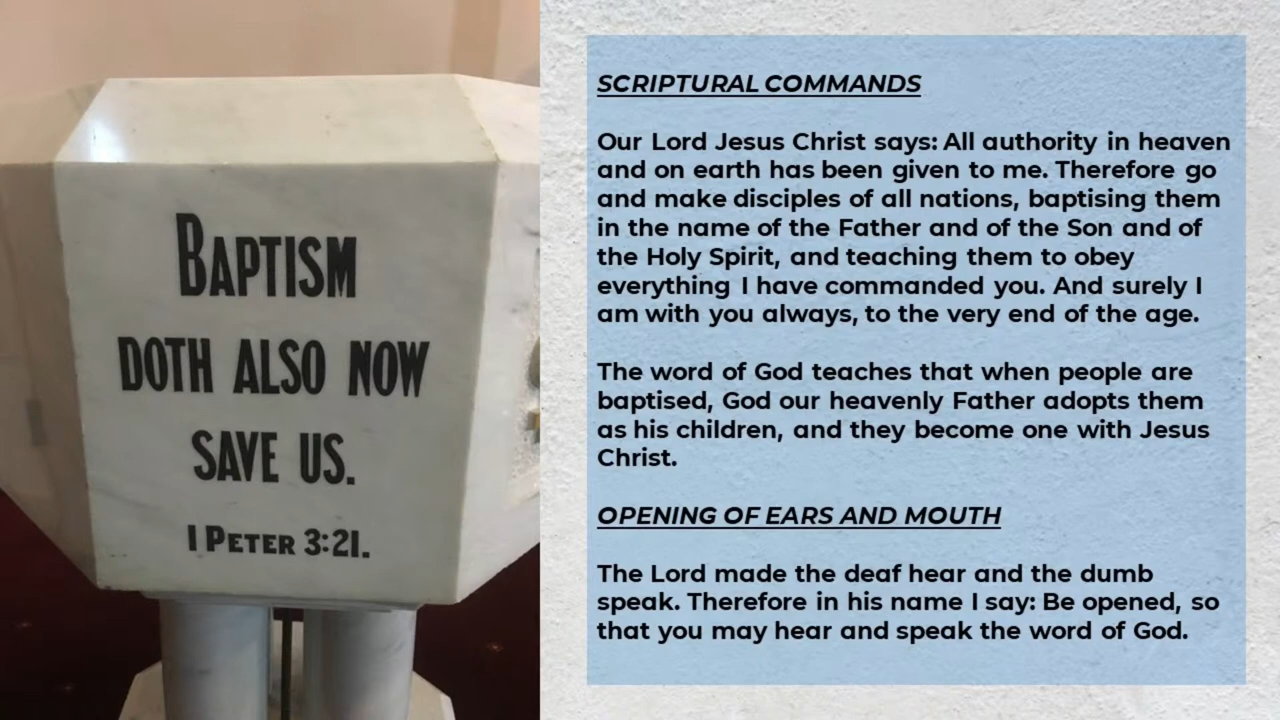 BAPTISM
DOTH ALSO NOW
SAVE US.
I PETER 3:21.
SCRIPTURAL COMMANDS
Our Lord Jesus Christ says: All authority in heaven
and on earth has been given to me. Therefore go
and make disciples of all nations, baptising them
in the name of the Father and of the Son and of
the Holy Spirit, and teaching them to obey
everything I have commanded you. And surely I
am with you always, to the very end of the age.
The word of God teaches that when people are
baptised, God our heavenly Father adopts them
as his children, and they become one with Jesus
Christ.
OPENING OF EARS AND MOUTH
The Lord made the deaf hear and the dumb
speak. Therefore in his name I say: Be opened, so
that you may hear and speak the word of God.